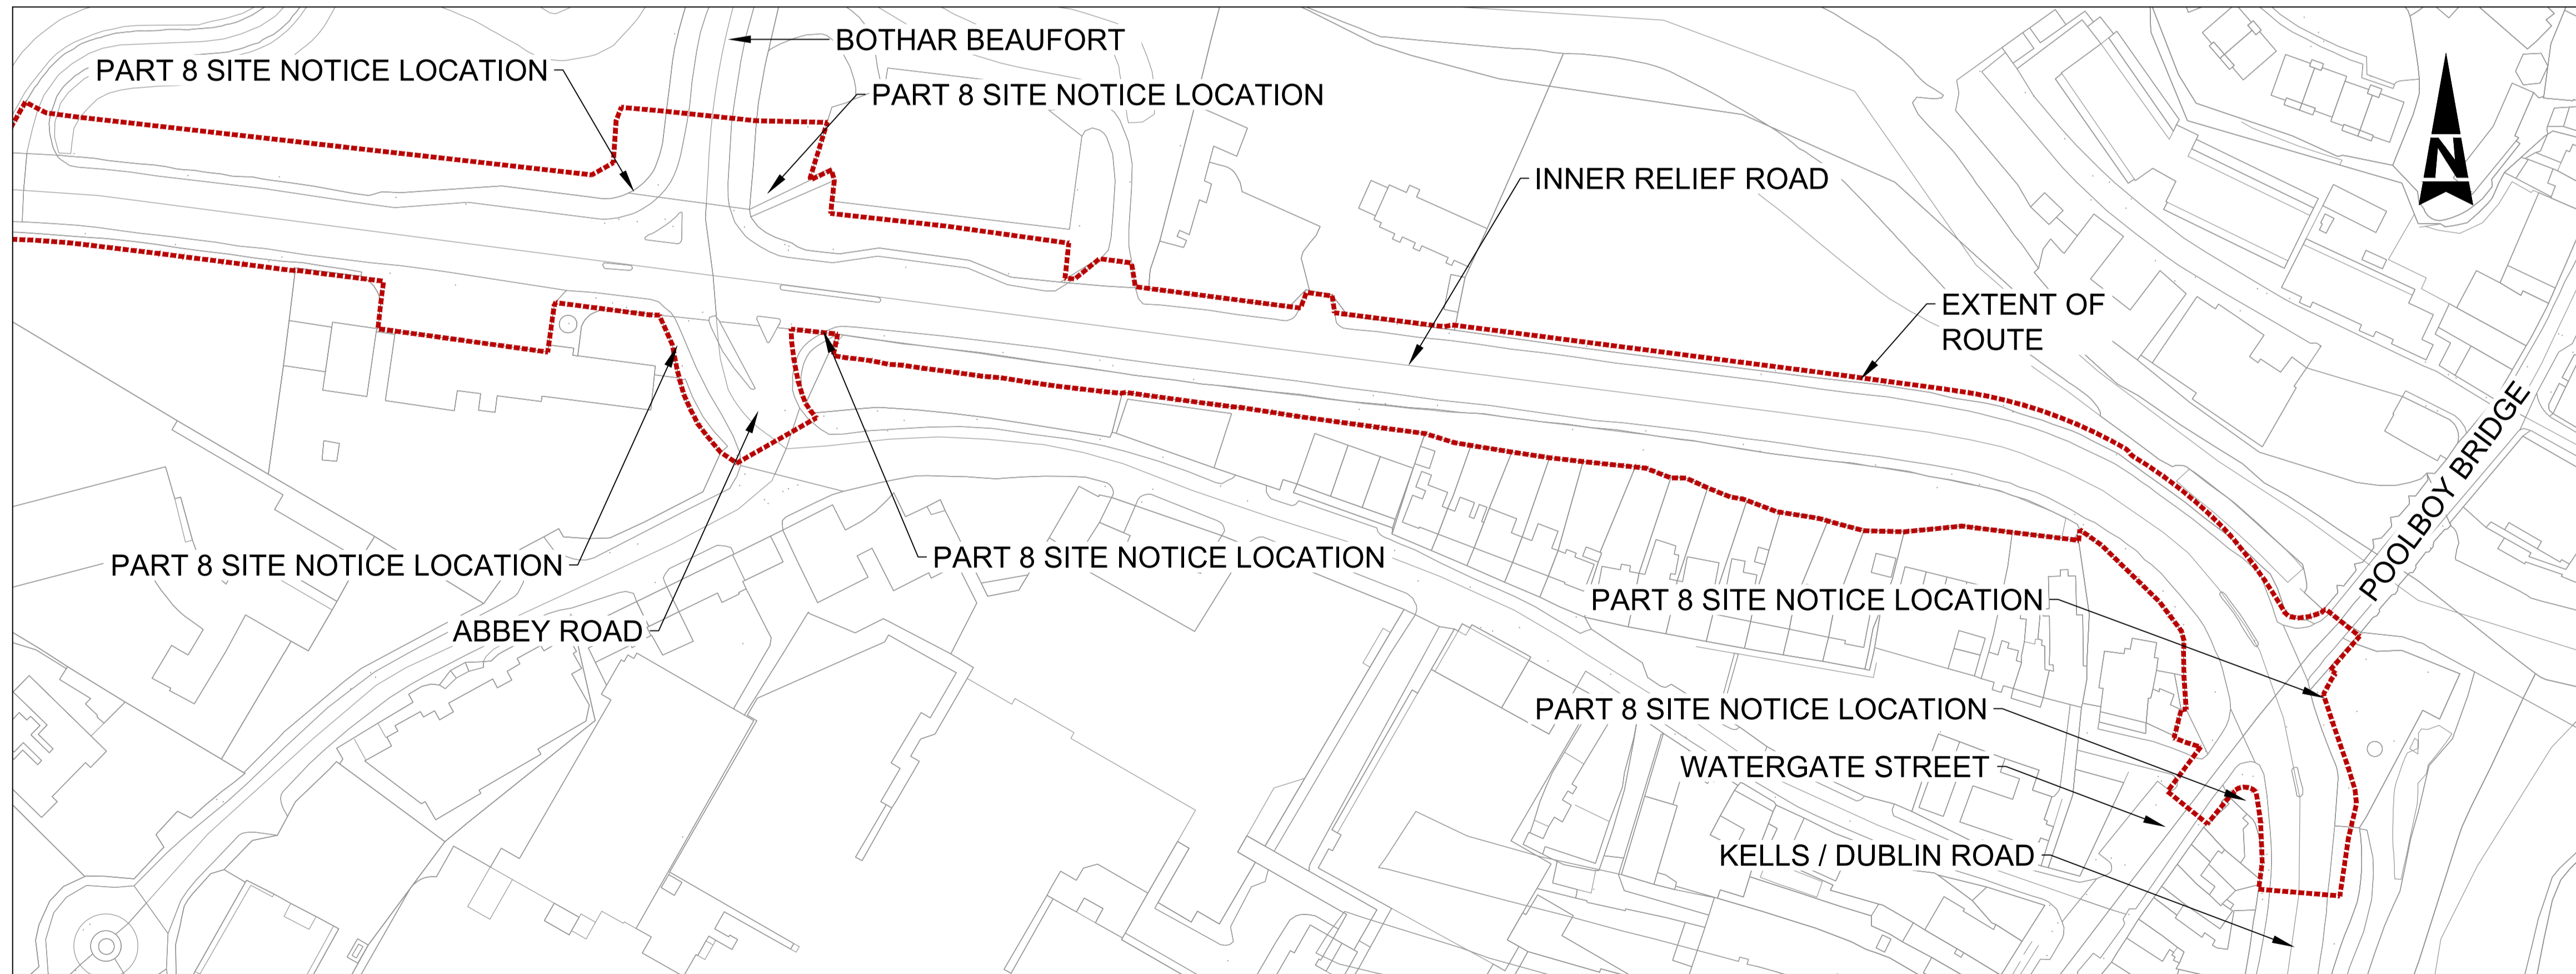 BOTHAR BEAUFORT
PART 8 SITE NOTICE LOCATION
PART 8 SITE NOTICE LOCATION
N
INNER RELIEF ROAD
EXTENT OF
ROUTE
POOLBOY BRIDGE
PART 8 SITE NOTICE LOCATION
PART 8 SITE NOTICE LOCATION
PART 8 SITE NOTICE LOCATION
ABBEY ROAD
PART 8 SITE NOTICE LOCATION
WATERGATE STREET
KELLS / DUBLIN ROAD